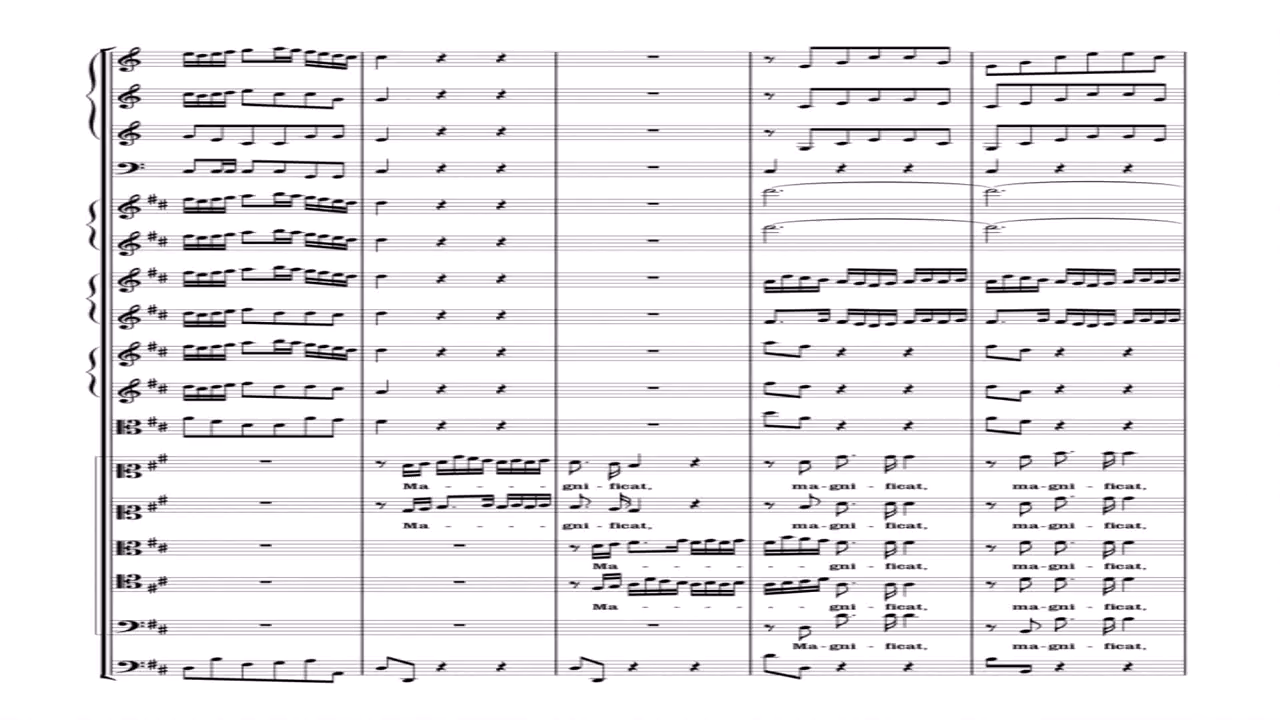 Ma - - - - gni - ficat, ma - gni - ficat, ma - gni - ficat,
Ma - - - - gni - ficat, ma - gni - ficat, ma - gni - ficat,
Ma - - - - - gni - ficat, ma - gni - ficat,
Ma - - - - - gni - ficat, ma - gni - ficat,
Ma - gni - ficat, ma - gni - ficat,